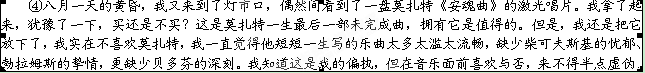 ④八月一天的黄昏，我又来到了灯市口，偶然间看到了一盘莫扎特《安魂曲》的激光唱片。我拿了起
来，犹豫了一下，买还是不买？这是莫扎特一生最后一部未完成曲，拥有它是值得的。但是，我还是把它
放下了，我实在不喜欢莫扎特，我一直觉得他短短一生写的乐曲太多太滥太流畅，缺少柴可夫斯基的忧郁、
勃拉姆斯的挚情，更缺少贝多芬的深刻。我知道这是我的偏执，但在音乐面前喜欢与否，来不得半点虚伪。